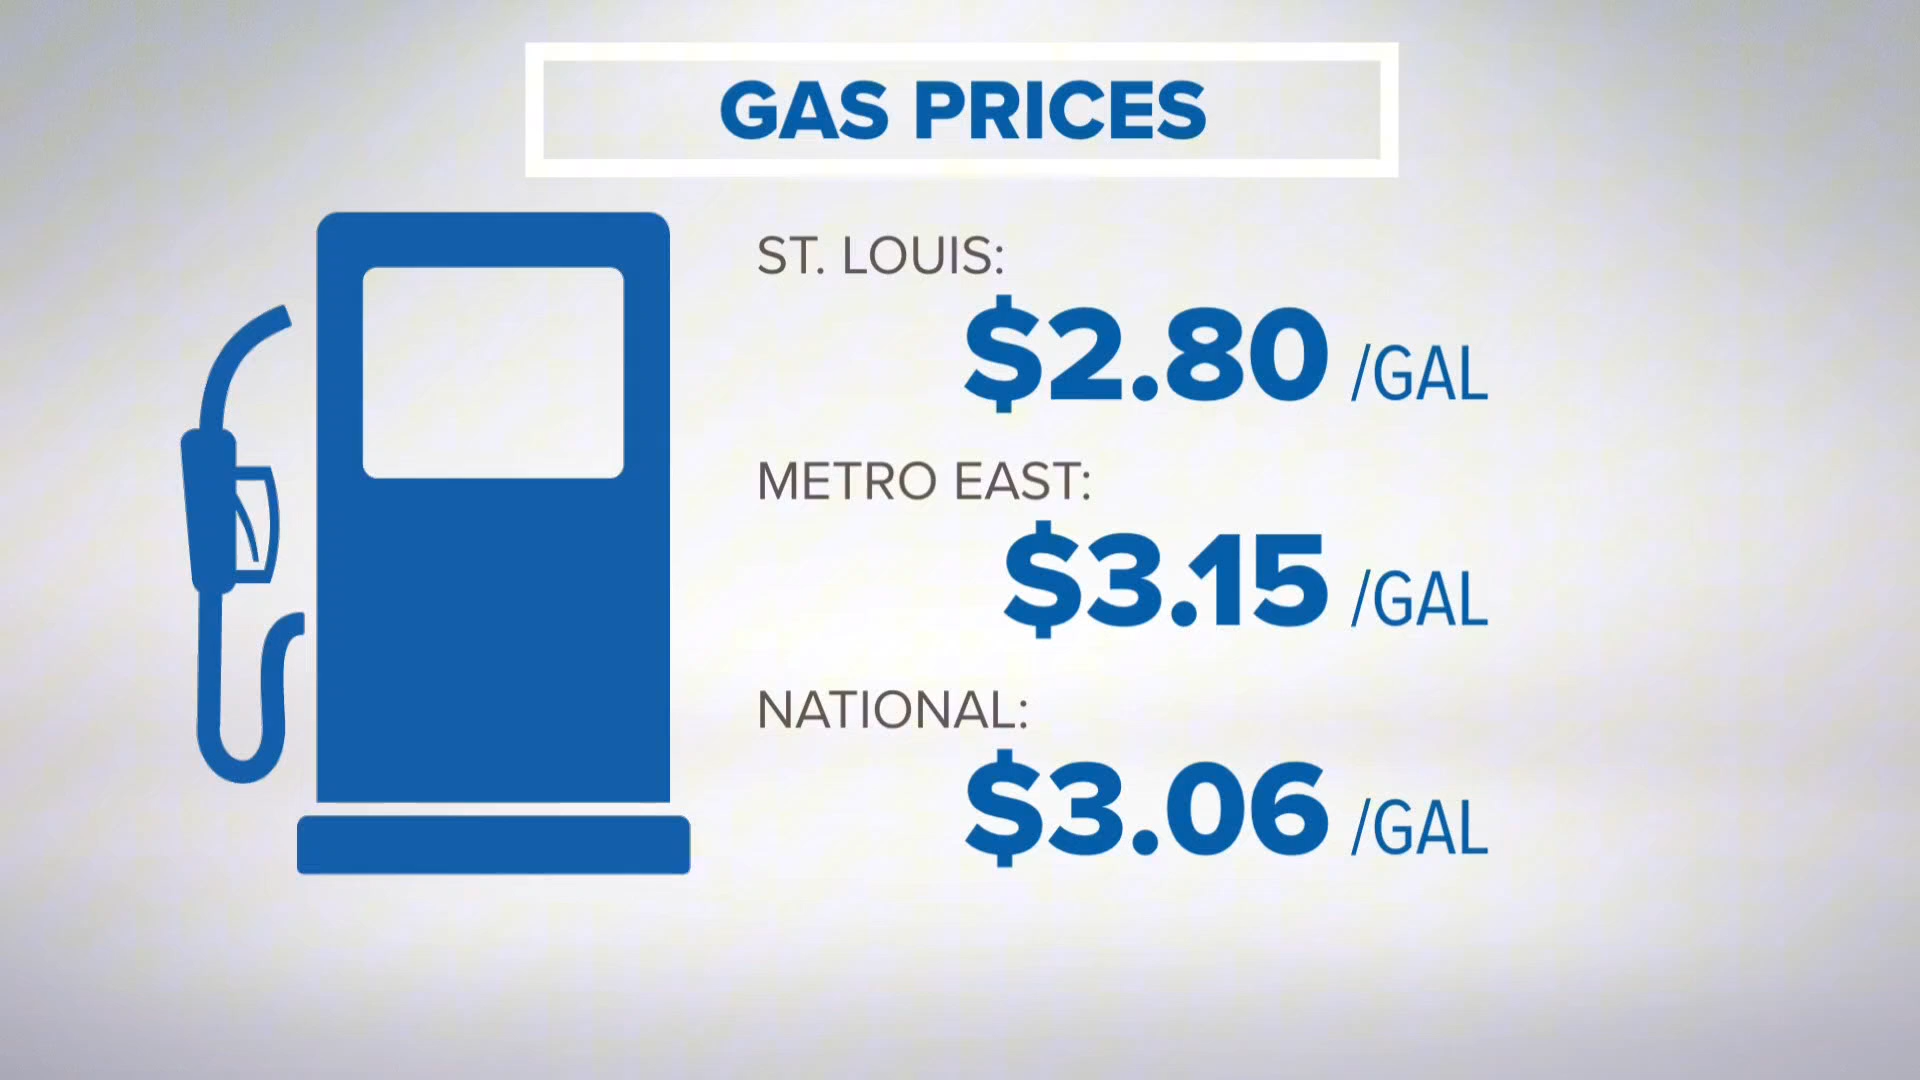 GAS PRICES
ST. LOUIS:
$2.80 /GAL
METRO EAST:
$3.15 /GAL
NATIONAL:
$3.06 /GAL